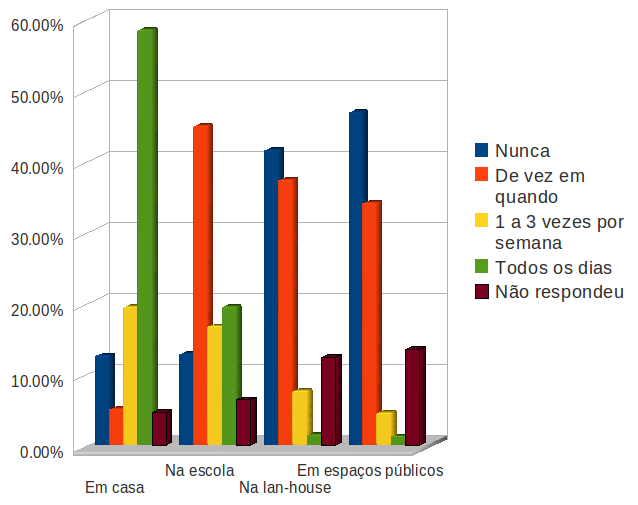 60.00%
50.00%
40.00%
30.00%
20.00%
10.00%
0.00%
Em casa
Na escola
Na lan-house
Em espaços públicos
Nunca
De vez em
quando
1 a 3 vezes por
semana
Todos os dias
Não respondeu